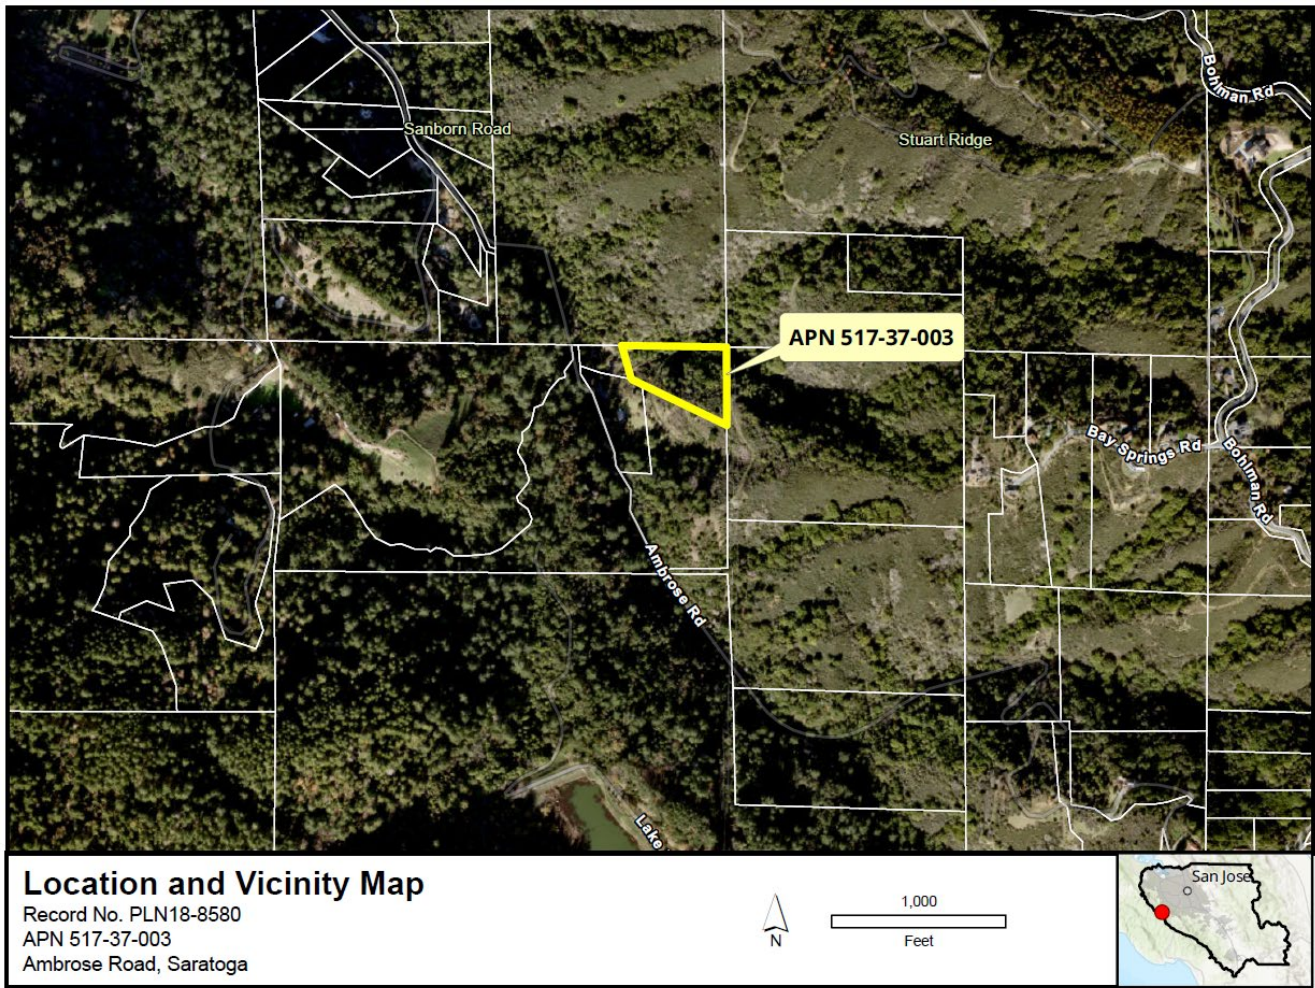 Bohlman Rd
Sanborn Road
Stuart Ridge
APN 517-37-003
Bay Springs Rd
Bohlman Rd
Ambrose Rd
Lake
Location and Vicinity Map
Record No. PLN18-8580
APN 517-37-003
Ambrose Road, Saratoga
N
1,000
Feet
San Jose